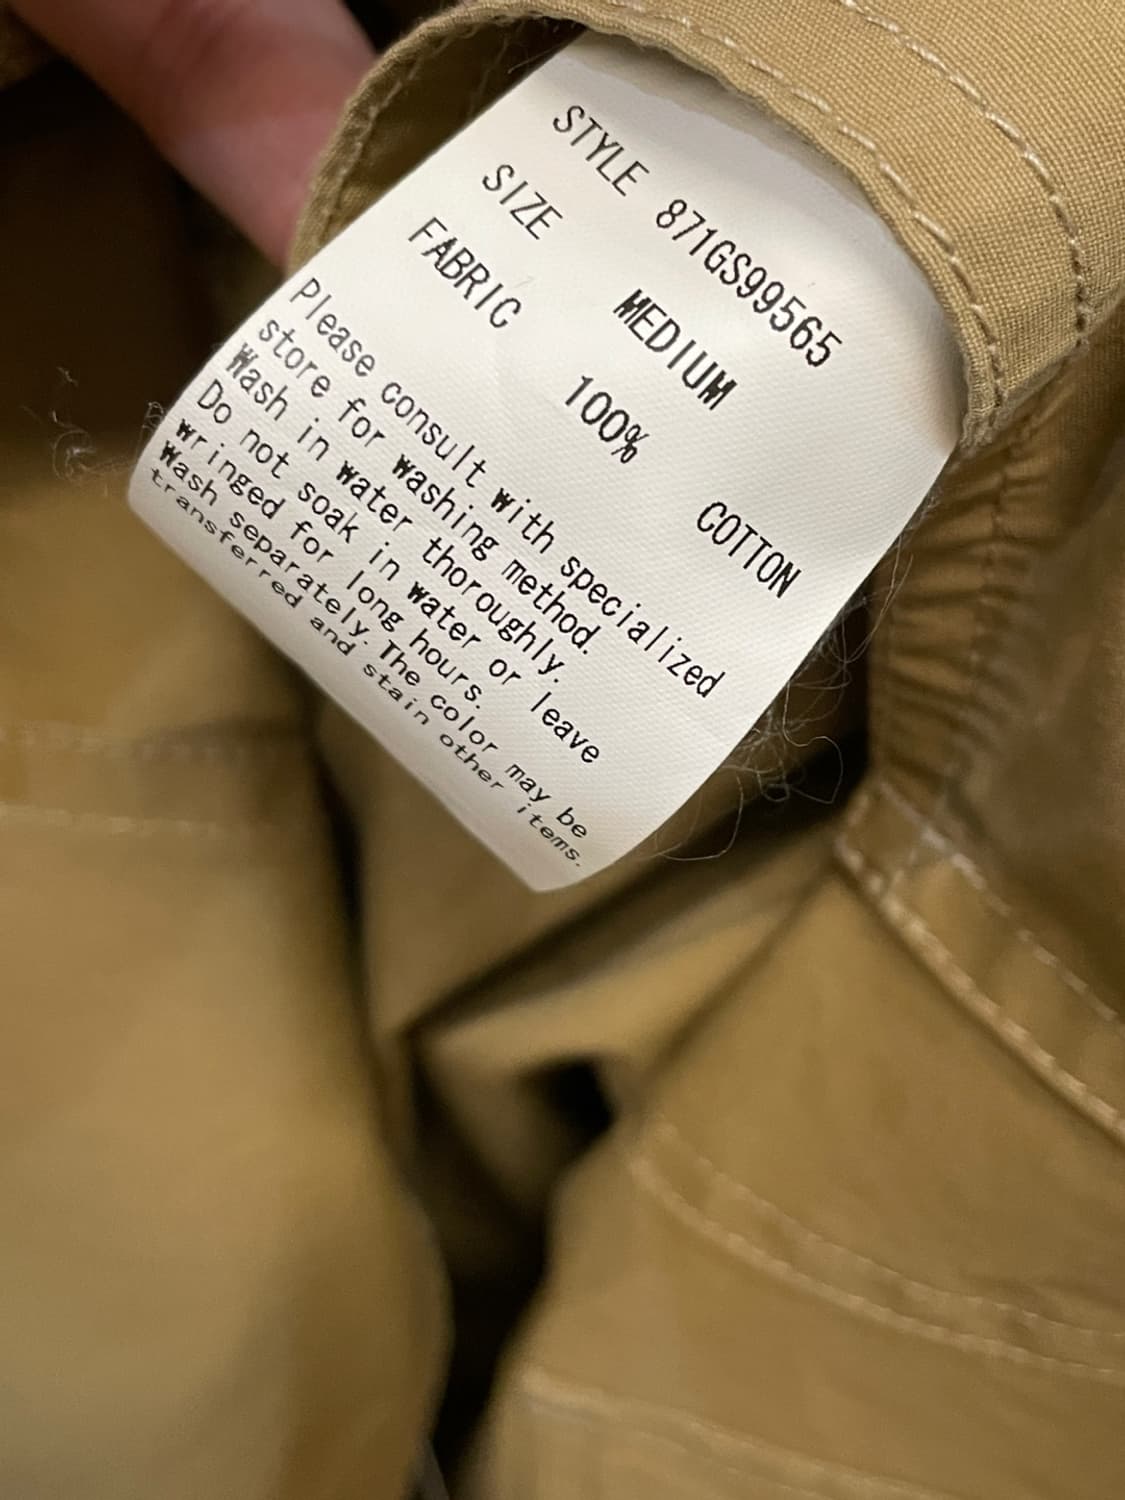 STYLE 871GS99565
SIZE MEDIUM
FABRIC 100% COTTON
Please consult with specialized
store for washing method.
Wash in water thoroughly.
Do not soak in water or leave
wringed for long hours.
Wash separately. The color may be
transferred and stain other items.